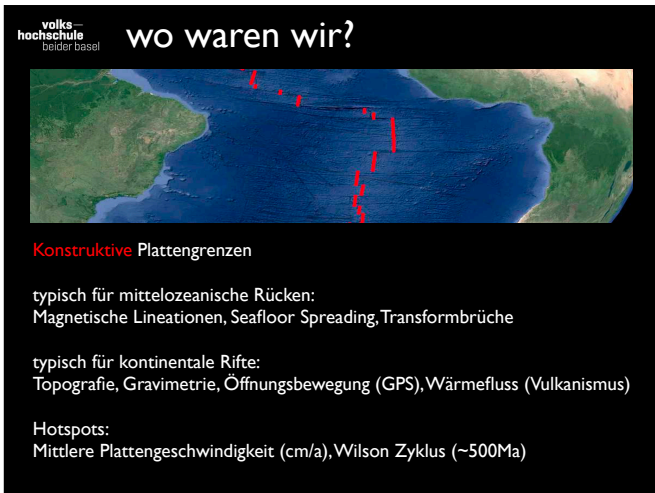 volks
hochschule
beider basel
wo waren wir?
Konstruktive Plattengrenzen
typisch für mittelozeanische Rücken:
Magnetische Lineationen, Seafloor Spreading, Transformbrüche
typisch für kontinentale Rifte:
Topografie, Gravimetrie, Öffnungsbewegung (GPS), Wärmefluss (Vulkanismus)
Hotspots:
Mittlere Plattengeschwindigkeit (cm/a), Wilson Zyklus (~500Ma)